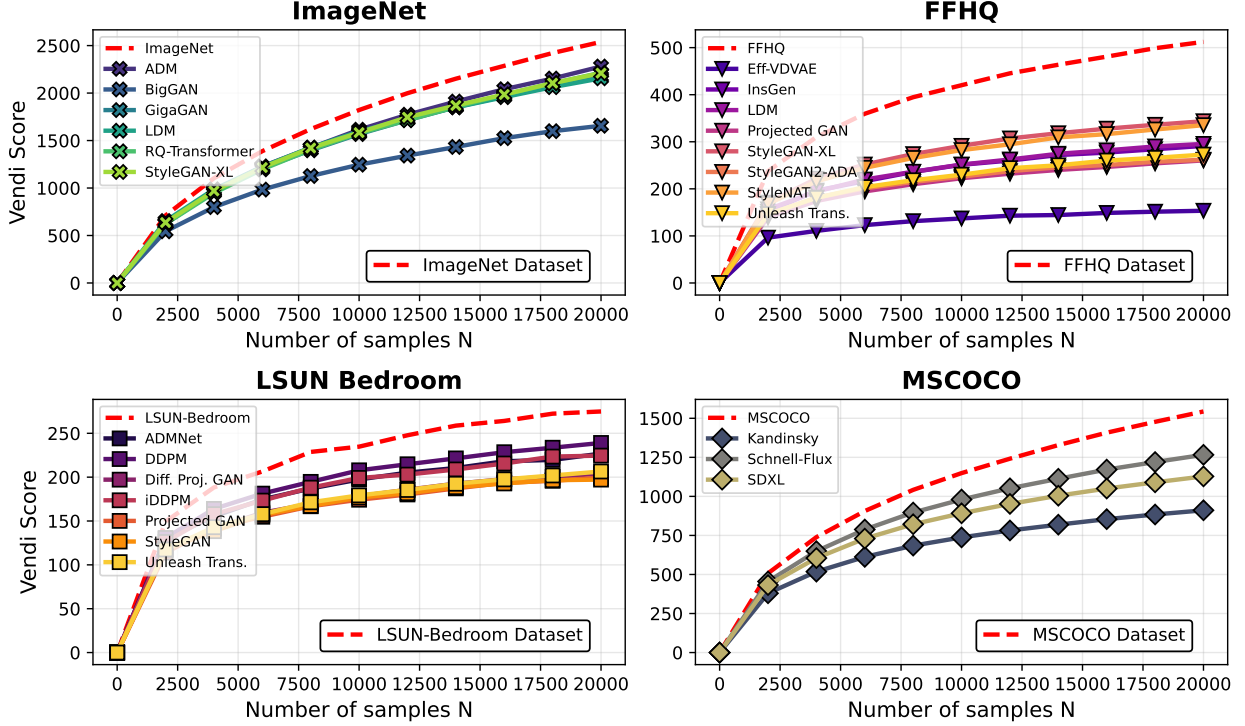 ImageNet
Vendi Score
2500
2000
1500
1000
500
0
ImageNet
ADM
BigGAN
GigaGAN
LDM
RQ-Transformer
StyleGAN-XL
ImageNet Dataset
0 2500 5000 7500 10000 12500 15000 17500 20000
Number of samples N
FFHQ
500
400
300
200
100
0
FFHQ
Eff-VDVAE
InsGen
LDM
Projected GAN
StyleGAN-XL
StyleGAN2-ADA
StyleNAT
Unleash Trans.
FFHQ Dataset
0 2500 5000 7500 10000 12500 15000 17500 20000
Number of samples N
LSUN Bedroom
Vendi Score
250
200
150
100
50
0
LSUN-Bedroom
ADMNet
DDPM
Diff. Proj. GAN
iDDPM
Projected GAN
StyleGAN
Unleash Trans.
LSUN-Bedroom Dataset
0 2500 5000 7500 10000 12500 15000 17500 20000
Number of samples N
MSCOCO
1500
1250
1000
750
500
250
0
MSCOCO
Kandinsky
Schnell-Flux
SDXL
MSCOCO Dataset
0 2500 5000 7500 10000 12500 15000 17500 20000
Number of samples N